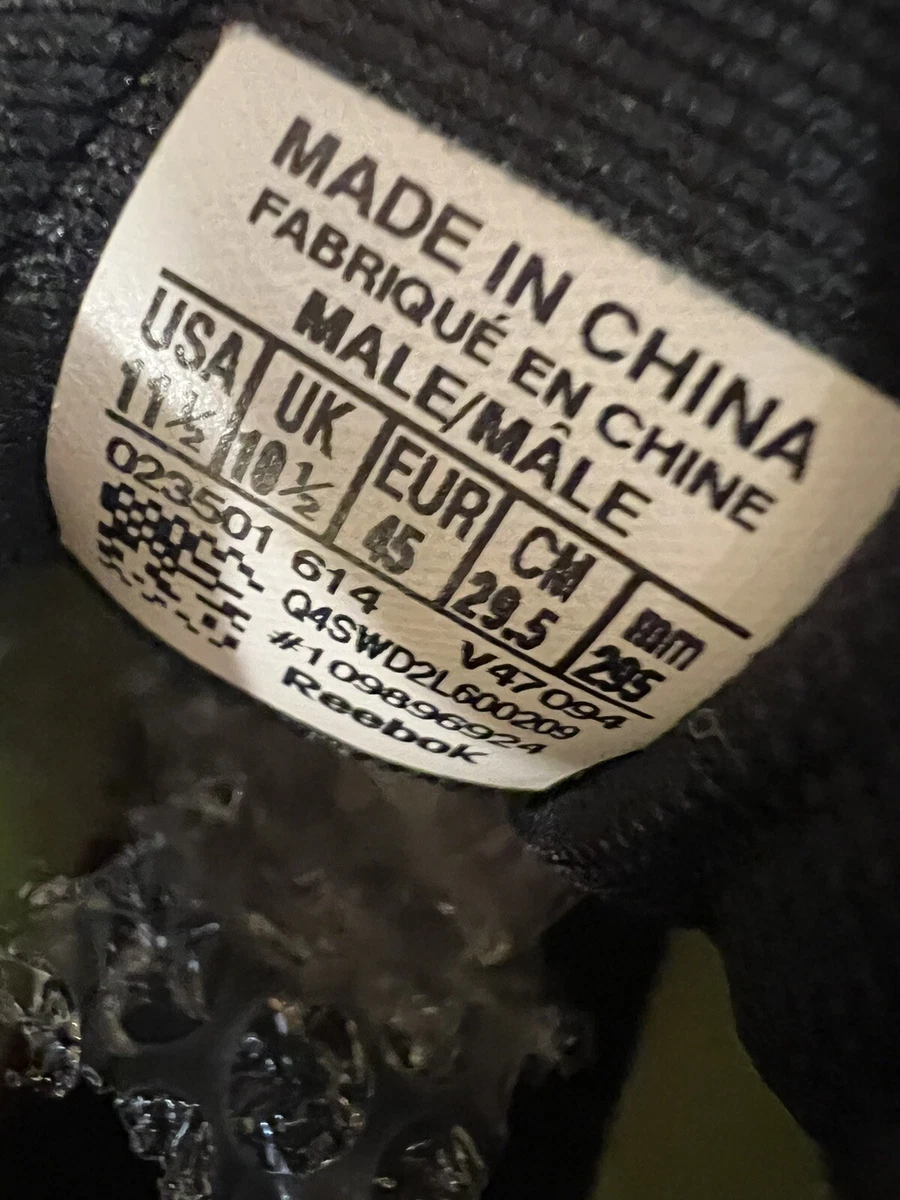 MADE IN CHINA
FABRIQUÉ EN CHINE
MALE/MÂLE
USA UK EUR CM mm
11½ 10½ 45 29.5 295
023501 614 V47094
Q4SWD2L600209
#109896924
Reebok